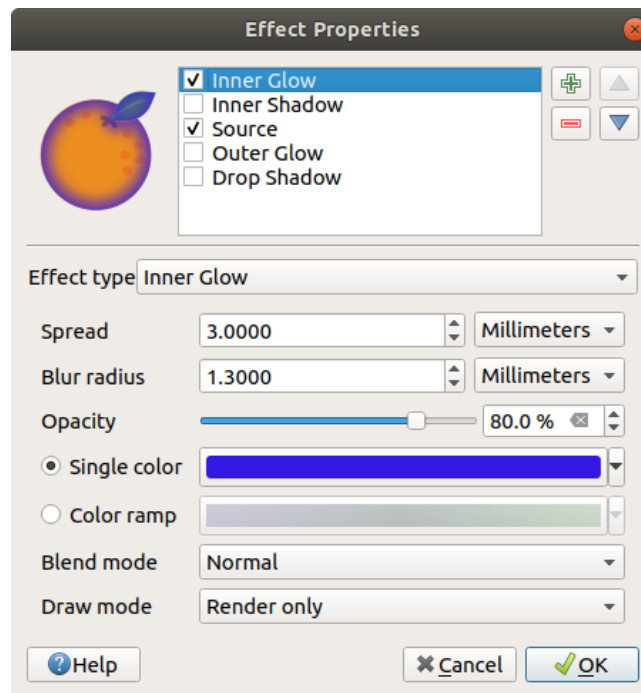 Effect Properties
Inner Glow
Inner Shadow
Source
Outer Glow
Drop Shadow
Effect type Inner Glow
Spread 3.0000 Millimeters
Blur radius 1.3000 Millimeters
Opacity 80.0 %
Single color
Color ramp
Blend mode Normal
Draw mode Render only
Help Cancel OK